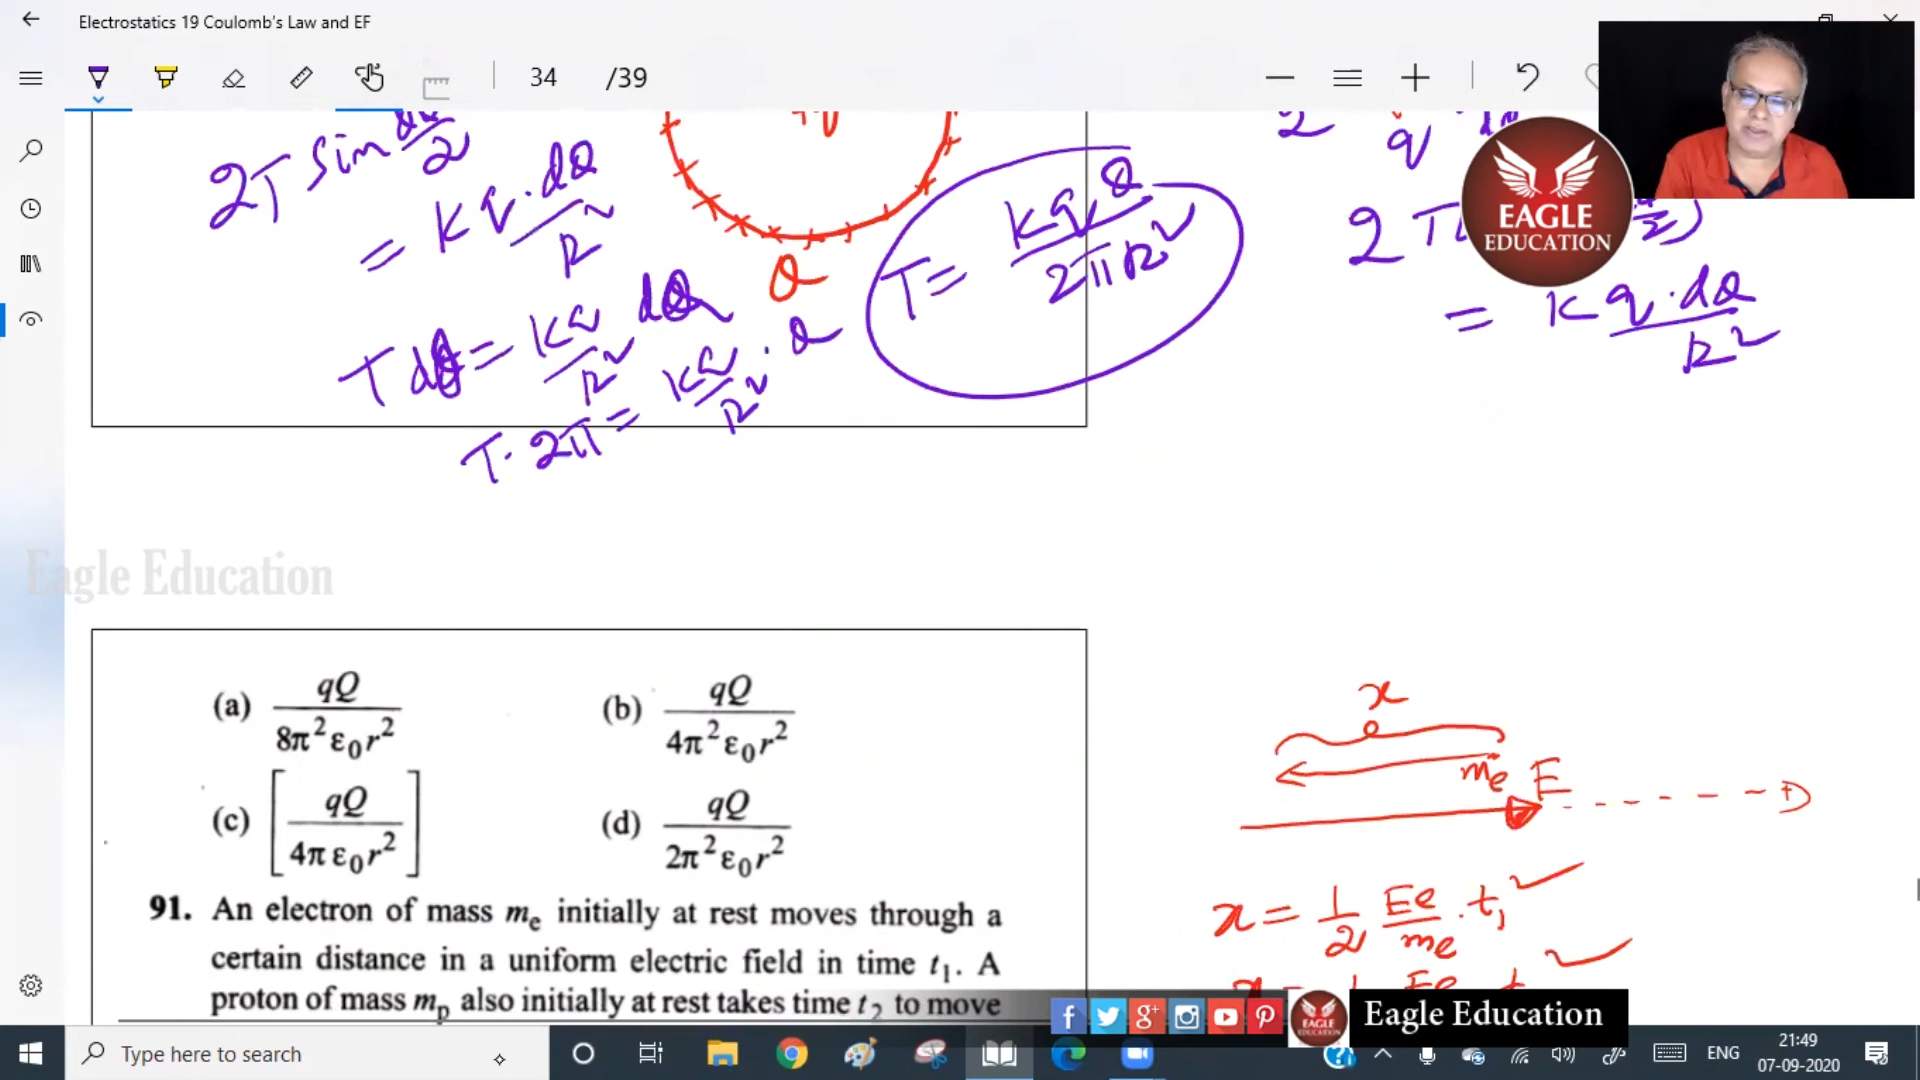 Electrostatics 19 Coulomb's Law and EF
34 /39
2T sin dθ/2
= K q·dQ/R²
T dθ = Kq/R² dQ
T·2π = Kq/R² · Q
Q
T = KqQ/2πR²
= K q·dQ/R²
EAGLE
EDUCATION
Eagle Education
(a) qQ/8π²ε₀r² (b) qQ/4π²ε₀r²
(c) [qQ/4πε₀r²] (d) qQ/2π²ε₀r²
91. An electron of mass mₑ initially at rest moves through a
certain distance in a uniform electric field in time t₁. A
proton of mass mₚ also initially at rest takes time t₂ to move
x
mₑ E
x = 1/2 Ee/mₑ · t₁
EAGLE
EDUCATION
Eagle Education
Type here to search
ENG
21:49
07-09-2020